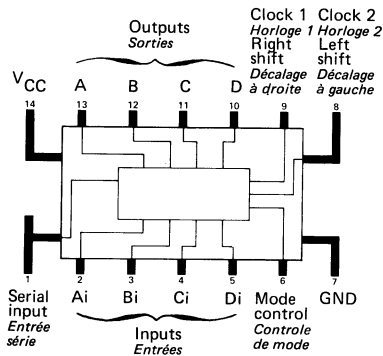 Outputs
Sorties
Clock 1
Horloge 1
Right
shift
Décalage
à droite
Clock 2
Horloge 2
Left
shift
Décalage
à gauche
VCC
A
B
C
D
14
13
12
11
10
9
8
1
2
3
4
5
6
7
Serial
input
Entrée
série
Ai
Bi
Ci
Di
Mode
control
Controle
de mode
GND
Inputs
Entrées